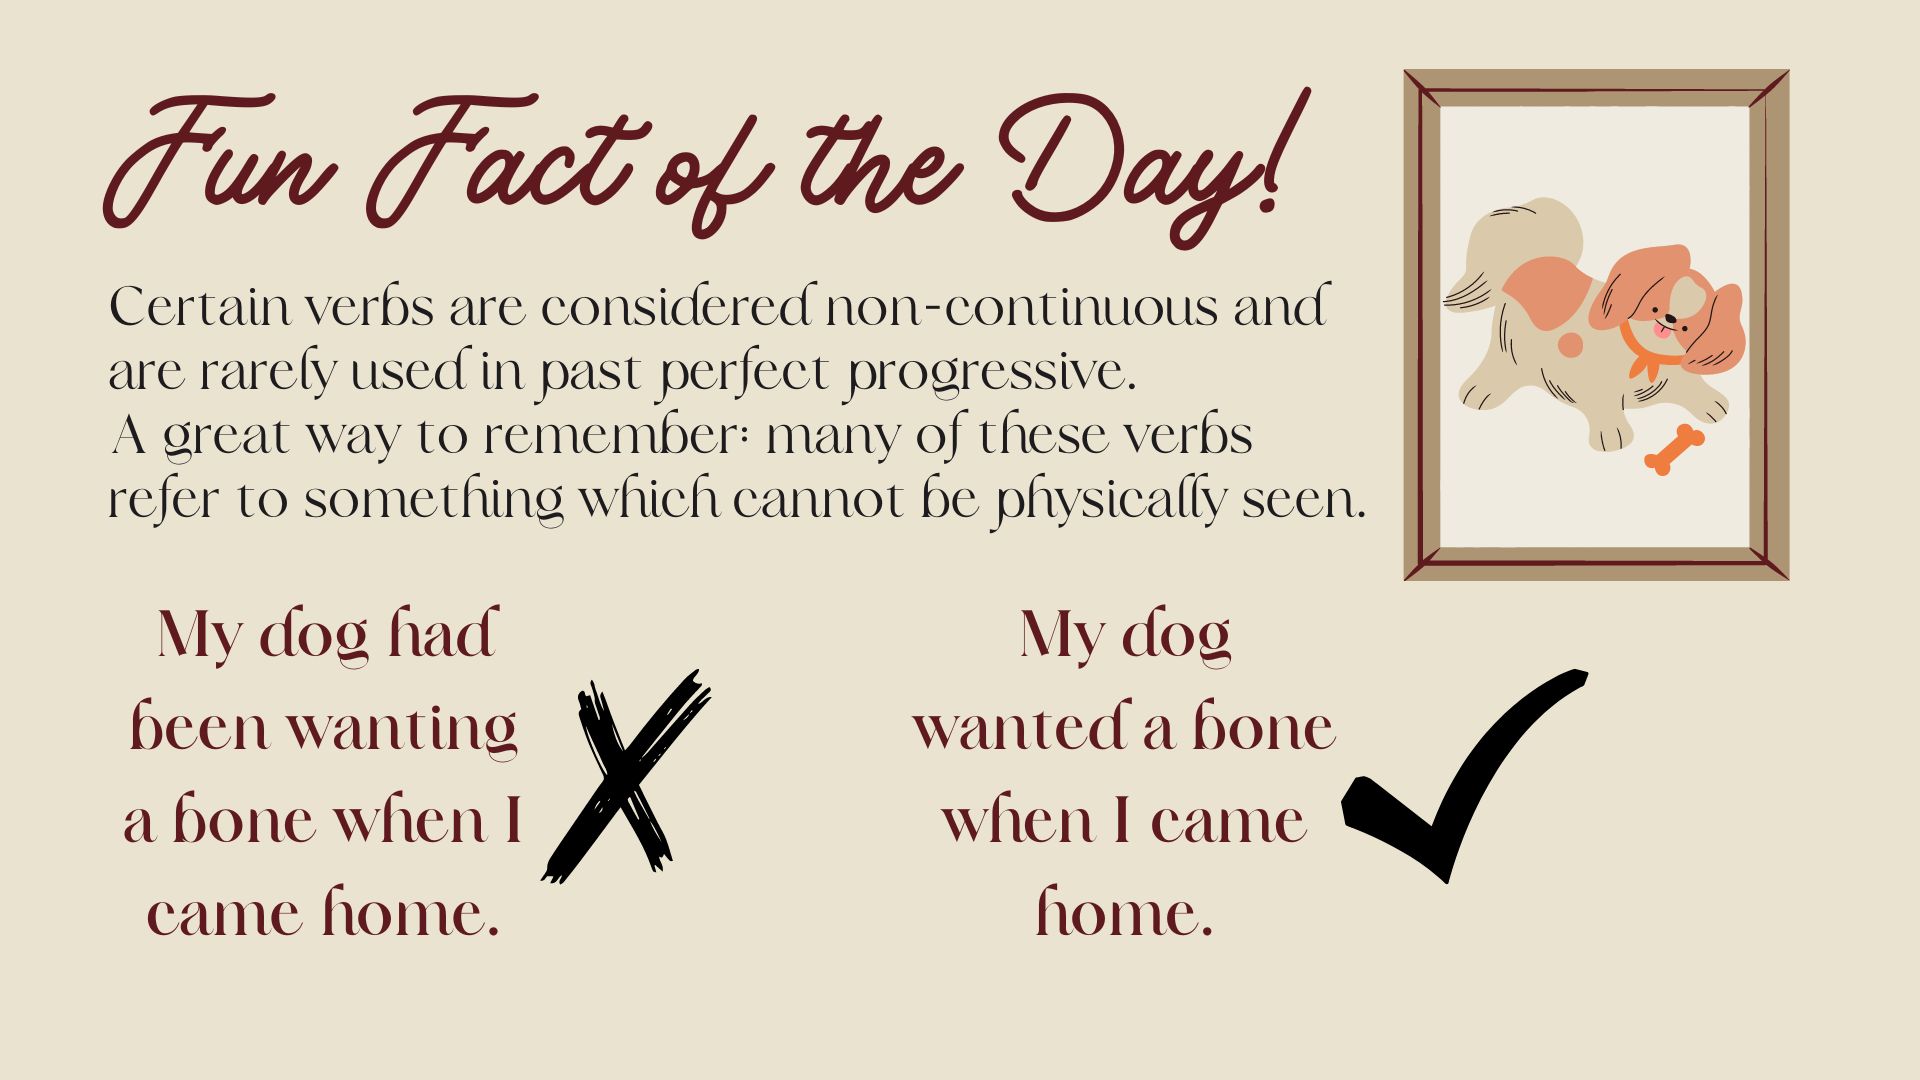 Fun Fact of the Day!
Certain verbs are considered non-continuous and
are rarely used in past perfect progressive.
A great way to remember: many of these verbs
refer to something which cannot be physically seen.
My dog had
been wanting
a bone when I
came home.
My dog
wanted a bone
when I came
home.